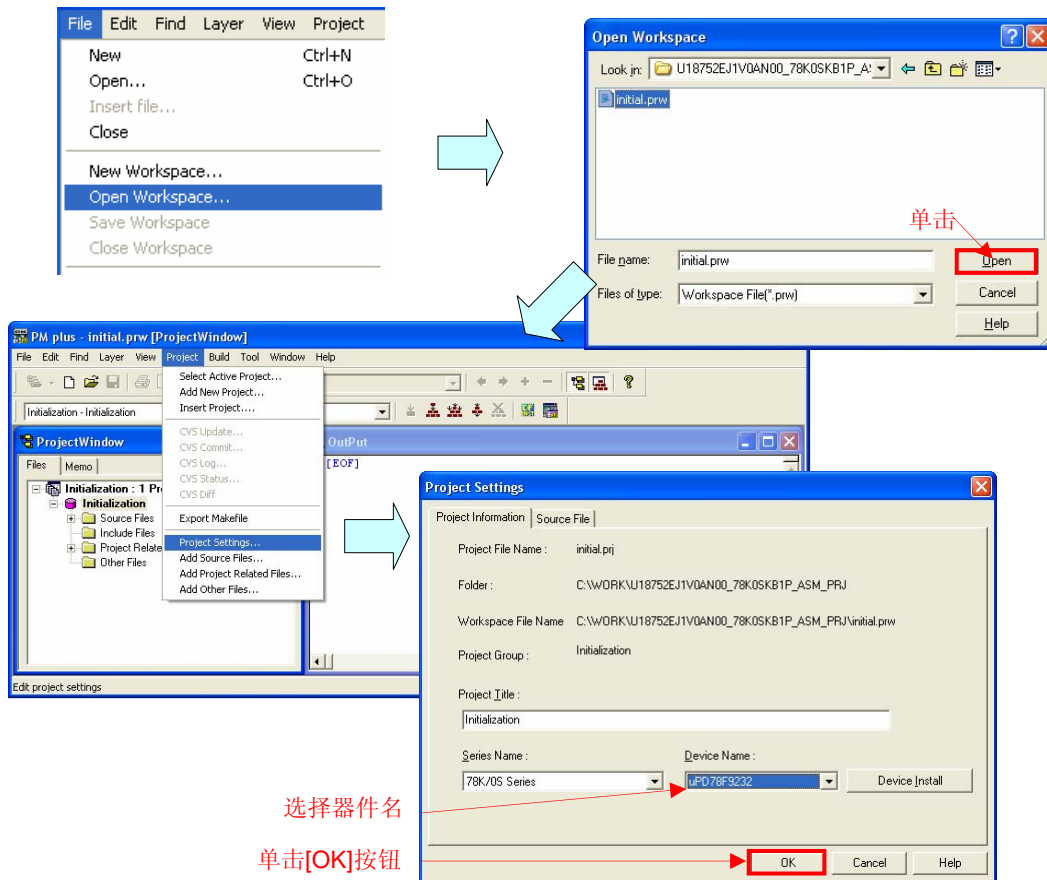 File Edit Find Layer View Project
New Ctrl+N
Open... Ctrl+O
Insert file...
Close
New Workspace...
Open Workspace...
Save Workspace
Close Workspace
Open Workspace
Look in: U18752EJ1V0AN00_78K0SKB1P_A
initial.prw
单击
File name: initial.prw Open
Files of type: Workspace File(*.prw) Cancel
Help
PM plus - initial.prw [ProjectWindow]
File Edit Find Layer View Project Build Tool Window Help
Select Active Project...
Add New Project...
Insert Project....
CVS Update...
CVS Commit...
CVS Log...
CVS Status...
CVS Diff
Export Makefile
Project Settings...
Add Source Files...
Add Project Related Files...
Add Other Files...
Initialization - Initialization
ProjectWindow
Files Memo
Initialization : 1 Pr
Initialization
Source Files
Include Files
Project Relate
Other Files
OutPut
[EOF]
Edit project settings
Project Settings
Project Information Source File
Project File Name : initial.prj
Folder : C:\WORK\U18752EJ1V0AN00_78K0SKB1P_ASM_PRJ
Workspace File Name C:\WORK\U18752EJ1V0AN00_78K0SKB1P_ASM_PRJ\initial.prw
Project Group : Initialization
Project Title :
Initialization
Series Name : Device Name :
78K/0S Series uPD78F9232 Device Install
选择器件名
单击[OK]按钮
OK Cancel Help